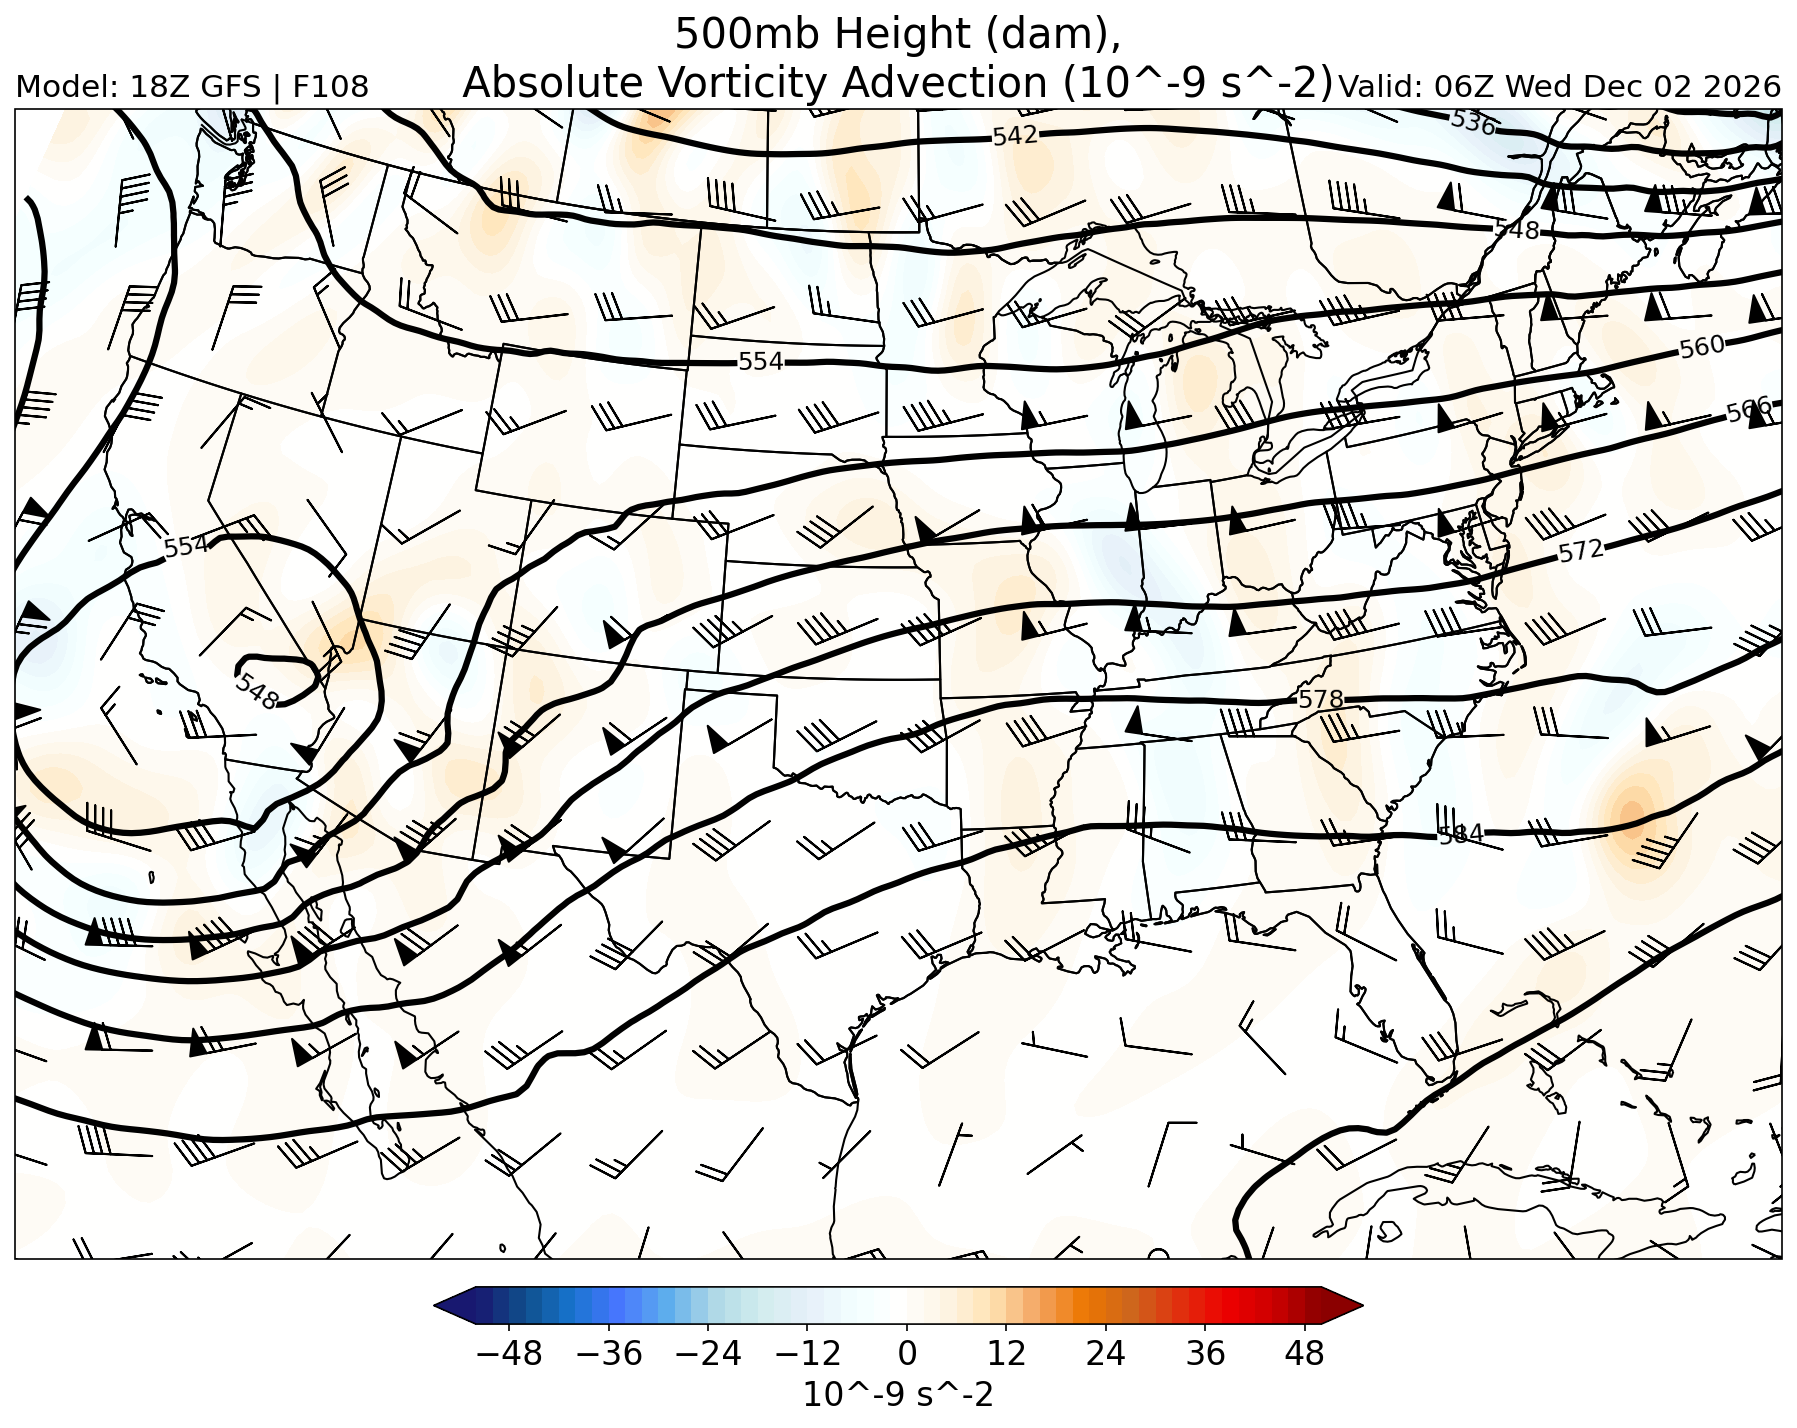 500mb Height (dam),
Model: 18Z GFS | F108
Absolute Vorticity Advection (10^-9 s^-2)
Valid: 06Z Wed Dec 02 2026
536
542
548
554
560
566
554
572
548
578
584
−48 −36 −24 −12 0 12 24 36 48
10^-9 s^-2